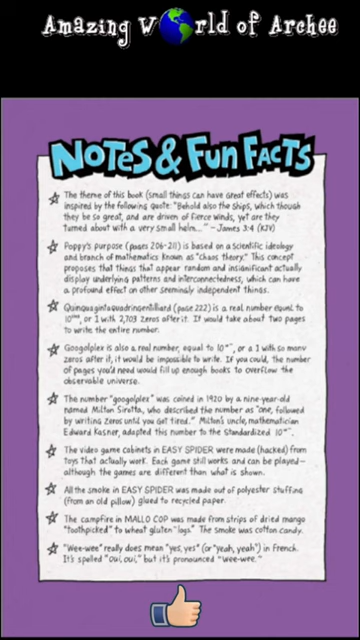 Amazing World of Archee
NOTES & FUN FACTS
The theme of this book (small things can have great effects) was
inspired by the following quote: "Behold also the ships, which though
they be so great, and are driven of fierce winds, yet are they
turned about with a very small helm..." - James 3:4 (KJV)
Poppy's purpose (pages 206-211) is based on a scientific ideology
and branch of mathematics known as "chaos theory." This concept
proposes that things that appear random and insignificant actually
display underlying patterns and interconnectedness, which can have
a profound effect on other seemingly independent things.
(page 222) is a real number equal to
or 1 with 2,703 zeros after it. It would take about two pages
to write the entire number.
Googolplex is also a real number, equal to
or a 1 with so many
zeros after it, it would be impossible to write. If you could, the number
of pages you'd need would fill up enough books to overflow the
observable universe.
The number "googolplex" was coined in 1920 by a nine-year-old
named Milton Sirotta, who described the number as "one, followed
by writing zeros until you get tired." Milton's uncle, mathematician
Edward Kasner, adapted this number to the standardized
The video game cabinets in EASY SPIDER were made (hacked) from
toys that actually work. Each game still works and can be played—
although the games are different than what is shown.
All the smoke in EASY SPIDER was made out of polyester stuffing
(from an old pillow) glued to recycled paper.
The campfire in MALLO COP was made from strips of dried mango
"toothpicked" to wheat gluten "logs." The smoke was cotton candy.
"Wee-wee" really does mean "yes, yes" (or "yeah, yeah") in French.
It's spelled "oui, oui," but it's pronounced "wee-wee."